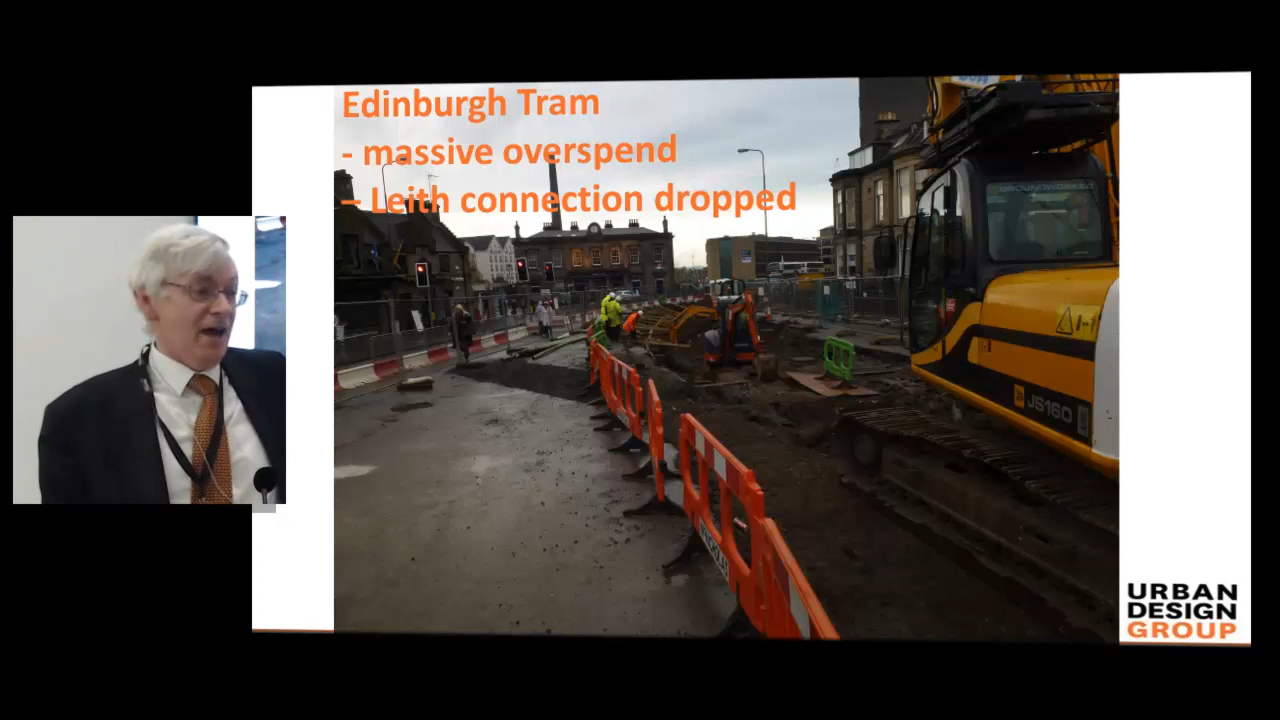 Edinburgh Tram
- massive overspend
– Leith connection dropped
JS160
URBAN
DESIGN
GROUP